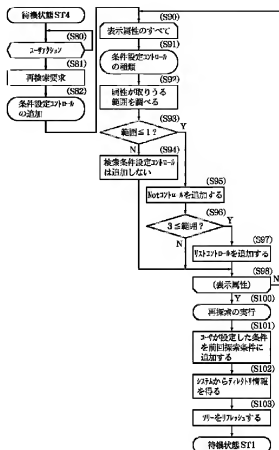 待機状態ST4
(S80)
ユーザアクション
(S81)
再検索要求
(S82)
条件設定コントロール
の追加
(S90)
表示属性のすべて
(S91)
条件設定コントロール
の種類
(S92)
属性が取りうる
範囲を調べる
(S93)
範囲≦1?
Y
N
(S94)
検索条件設定コントロール
は追加しない
(S95)
Notコントロールを追加する
(S96)
3≦範囲?
Y
N
(S97)
リストコントロールを追加する
(S98)
(表示属性)
N
Y
(S100)
再探索の実行
(S101)
ユーザが設定した条件
を前回探索条件に
追加する
(S102)
システムからディレクトリ情報
を得る
(S103)
ツリーをリフレッシュする
待機状態ST1